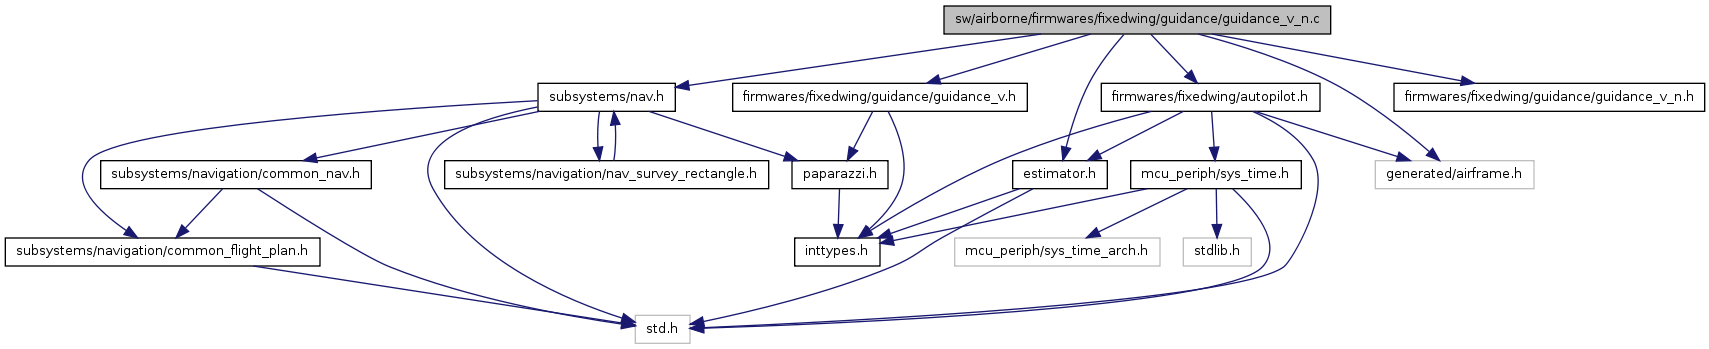 sw/airborne/firmwares/fixedwing/guidance/guidance_v_n.c
subsystems/nav.h
firmwares/fixedwing/guidance/guidance_v.h
firmwares/fixedwing/autopilot.h
firmwares/fixedwing/guidance/guidance_v_n.h
subsystems/navigation/common_nav.h
subsystems/navigation/nav_survey_rectangle.h
paparazzi.h
estimator.h
mcu_periph/sys_time.h
generated/airframe.h
subsystems/navigation/common_flight_plan.h
inttypes.h
mcu_periph/sys_time_arch.h
stdlib.h
std.h